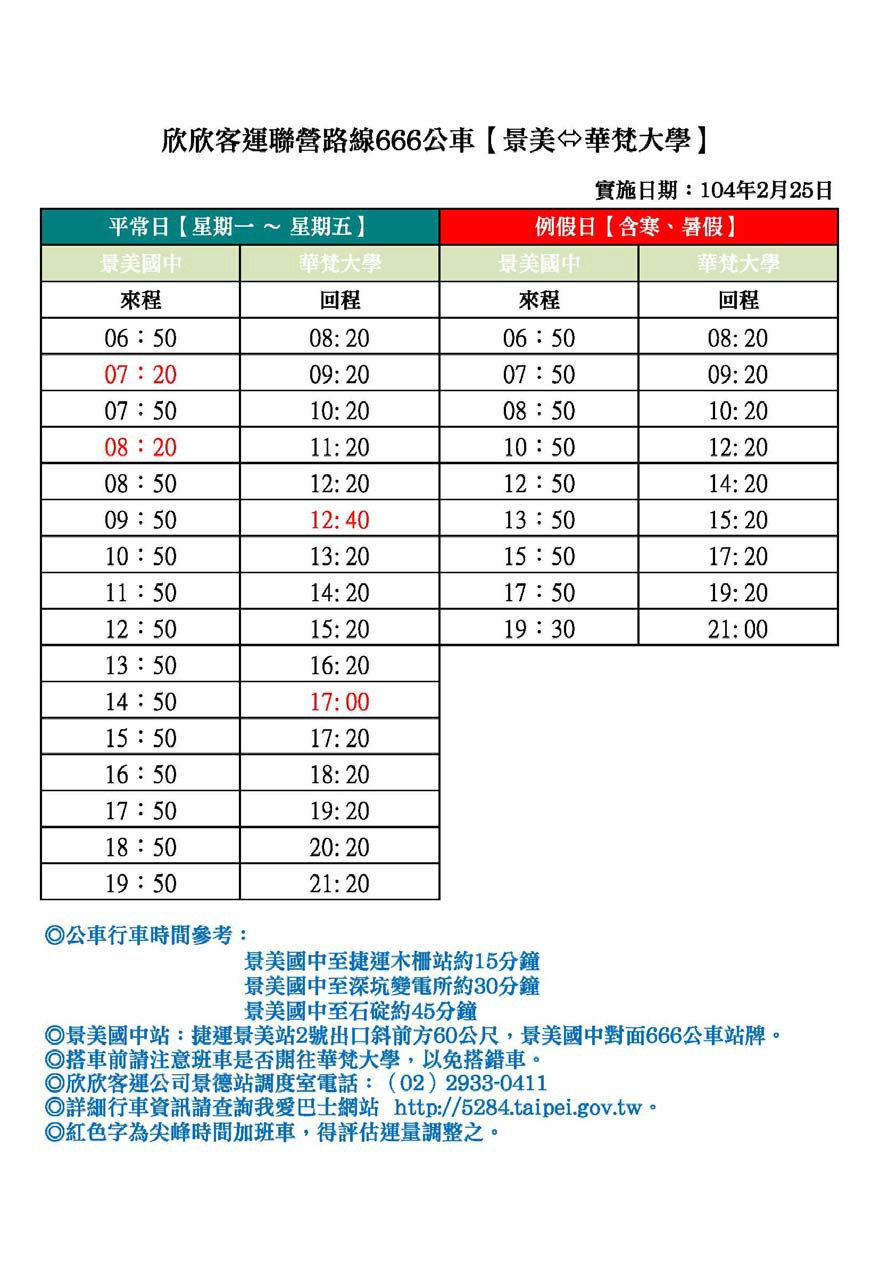 欣欣客運聯營路線666公車【景美⇔華梵大學】
實施日期：104年2月25日
平常日【星期一 ～ 星期五】 例假日【含寒、暑假】
景美國中 華梵大學 景美國中 華梵大學
來程 回程 來程 回程
06：50 08:20 06：50 08:20
07：20 09:20 07：50 09:20
07：50 10:20 08：50 10:20
08：20 11:20 10：50 12:20
08：50 12:20 12：50 14:20
09：50 12:40 13：50 15:20
10：50 13:20 15：50 17:20
11：50 14:20 17：50 19:20
12：50 15:20 19：30 21:00
13：50 16:20
14：50 17:00
15：50 17:20
16：50 18:20
17：50 19:20
18：50 20:20
19：50 21:20
◎公車行車時間參考：
景美國中至捷運木柵站約15分鐘
景美國中至深坑變電所約30分鐘
景美國中至石碇約45分鐘
◎景美國中站：捷運景美站2號出口斜前方60公尺，景美國中對面666公車站牌。
◎搭車前請注意班車是否開往華梵大學，以免搭錯車。
◎欣欣客運公司景德站調度室電話：（02）2933-0411
◎詳細行車資訊請查詢我愛巴士網站 http://5284.taipei.gov.tw。
◎紅色字為尖峰時間加班車，得評估運量調整之。